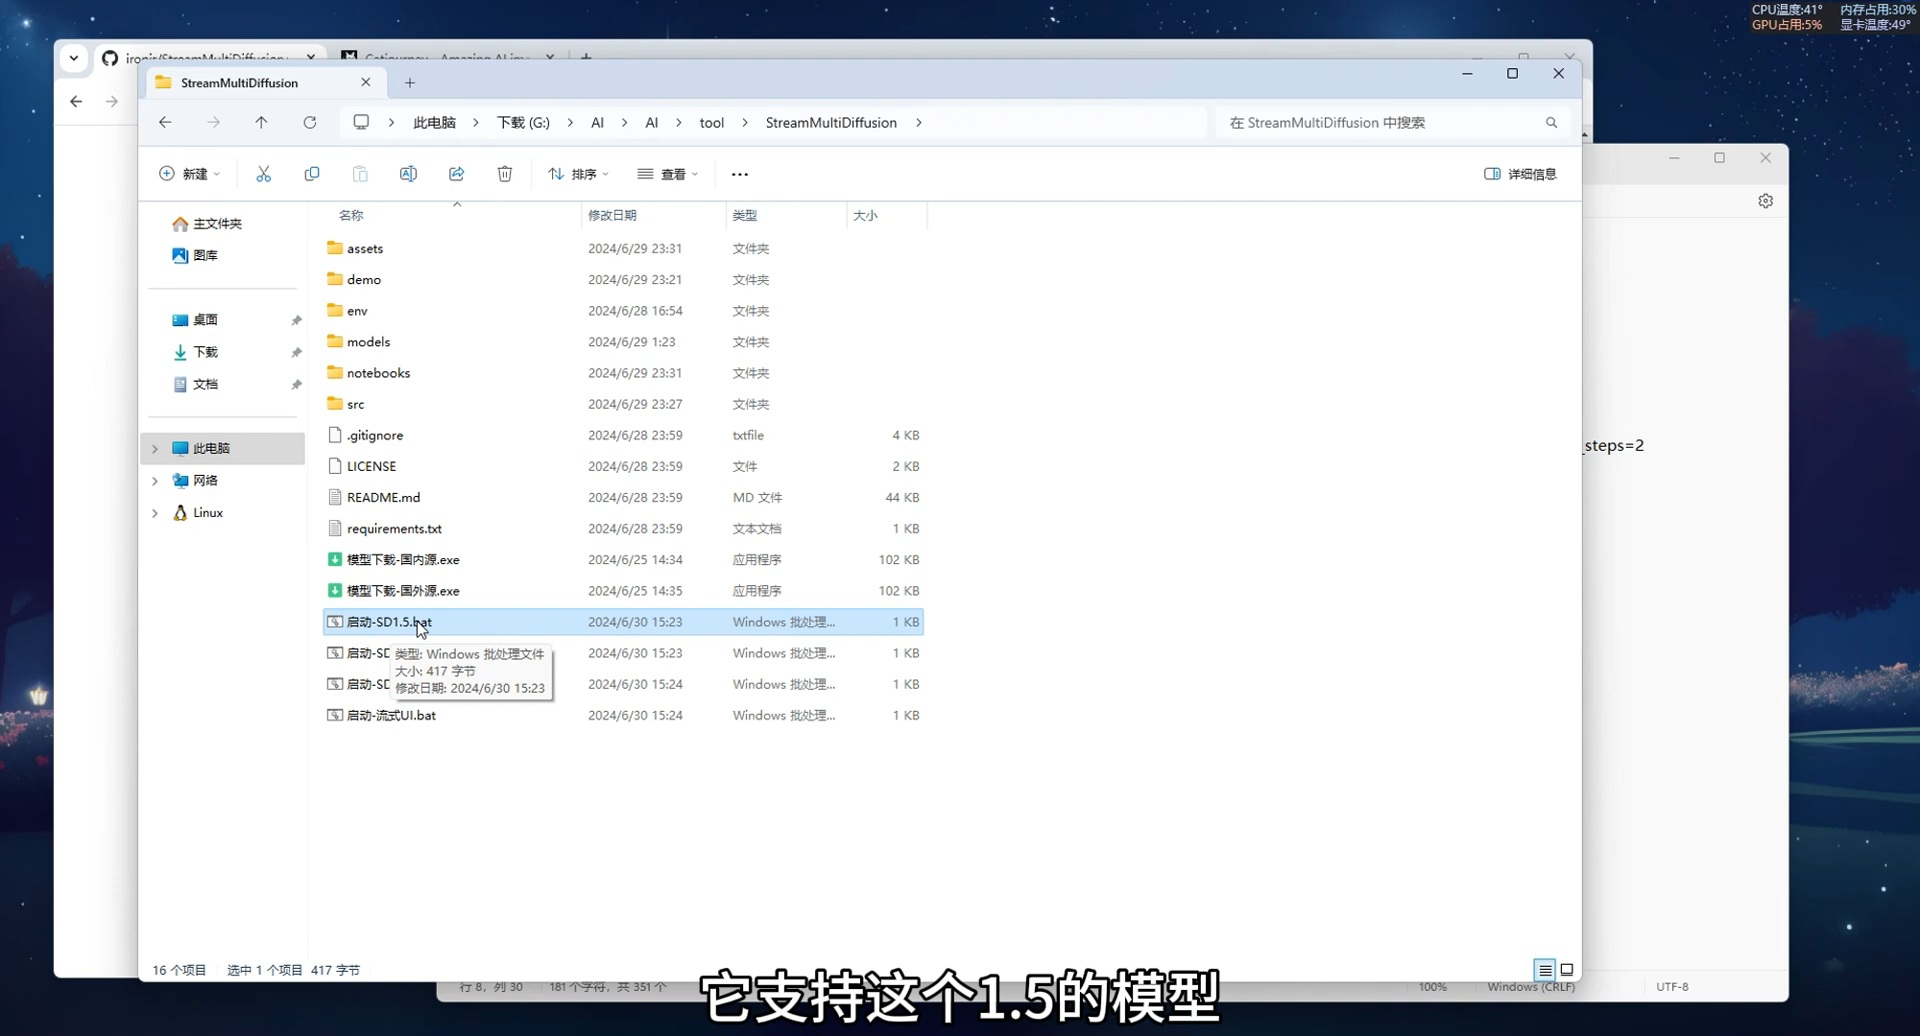 CPU温度:41° 内存占用:30%
GPU占用:5% 显卡温度:49°
StreamMultiDiffusion
此电脑 > 下载 (G:) > AI > AI > tool > StreamMultiDiffusion >
在 StreamMultiDiffusion 中搜索
新建
排序
查看
详细信息
主文件夹
图库
桌面
下载
文档
此电脑
网络
Linux
名称 修改日期 类型 大小
assets 2024/6/29 23:31 文件夹
demo 2024/6/29 23:21 文件夹
env 2024/6/28 16:54 文件夹
models 2024/6/29 1:23 文件夹
notebooks 2024/6/29 23:31 文件夹
src 2024/6/29 23:27 文件夹
.gitignore 2024/6/28 23:59 txtfile 4 KB
LICENSE 2024/6/28 23:59 文件 2 KB
README.md 2024/6/28 23:59 MD 文件 44 KB
requirements.txt 2024/6/28 23:59 文本文档 1 KB
模型下载-国内源.exe 2024/6/25 14:34 应用程序 102 KB
模型下载-国外源.exe 2024/6/25 14:35 应用程序 102 KB
启动-SD1.5.bat 2024/6/30 15:23 Windows 批处理... 1 KB
启动-SD 2024/6/30 15:23 Windows 批处理... 1 KB
启动-SD 2024/6/30 15:24 Windows 批处理... 1 KB
启动-流式UI.bat 2024/6/30 15:24 Windows 批处理... 1 KB
类型: Windows 批处理文件
大小: 417 字节
修改日期: 2024/6/30 15:23
_steps=2
16 个项目 选中 1 个项目 417 字节
行 8，列 30 181 个字符，共 351 个 100% Windows (CRLF) UTF-8
它支持这个1.5的模型